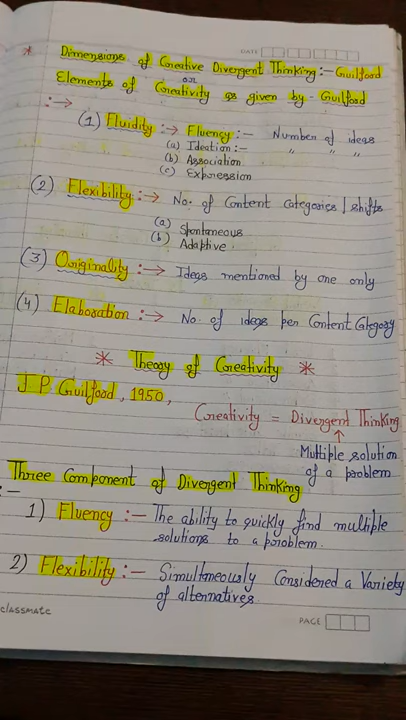 DATE
* Dimensions of Creative Divergent Thinking :- Guilford
or
Elements of Creativity as given by - Guilford
:->
(1) Fluidity :-> Fluency :- Number of ideas
(a) Ideation :- " " "
(b) Association
(c) Expression
(2) Flexibility :-> No. of Content Categories / shifts
(a) Spontaneous
(b) Adaptive.
(3) Originality :-> Ideas mentioned by one only
(4) Elaboration :-> No. of ideas per Content Category
* Theory of Creativity *
J P Guilford, 1950,
Creativity = Divergent Thinking
↑
Multiple solution
of a problem
Three Component of Divergent Thinking
:-
1) Fluency :- The ability to quickly find multiple
solutions to a problem.
2) Flexibility :- Simultaneously Considered a Variety
of alternatives.
classmate
PAGE